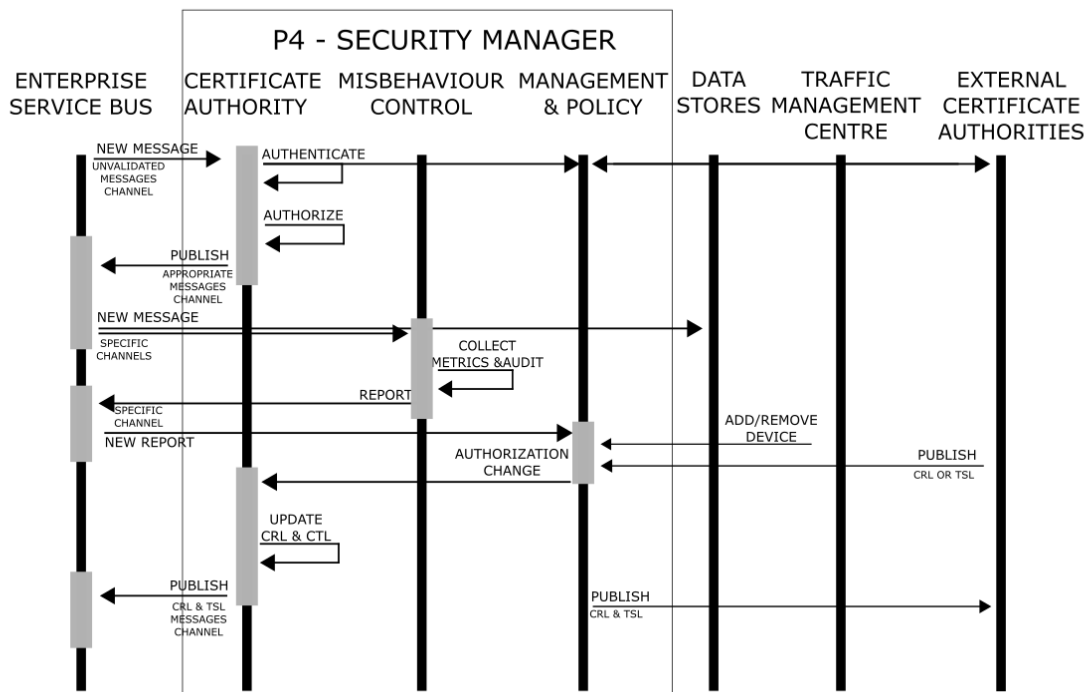 P4 - SECURITY MANAGER
ENTERPRISE
SERVICE BUS
CERTIFICATE
AUTHORITY
MISBEHAVIOUR
CONTROL
MANAGEMENT
& POLICY
DATA
STORES
TRAFFIC
MANAGEMENT
CENTRE
EXTERNAL
CERTIFICATE
AUTHORITIES
NEW MESSAGE
UNVALIDATED
MESSAGES
CHANNEL
AUTHENTICATE
AUTHORIZE
PUBLISH
APPROPRIATE
MESSAGES
CHANNEL
NEW MESSAGE
SPECIFIC
CHANNELS
COLLECT
METRICS &AUDIT
REPORT
SPECIFIC
CHANNEL
NEW REPORT
ADD/REMOVE
DEVICE
AUTHORIZATION
CHANGE
PUBLISH
CRL OR TSL
UPDATE
CRL & CTL
PUBLISH
CRL & TSL
MESSAGES
CHANNEL
PUBLISH
CRL & TSL